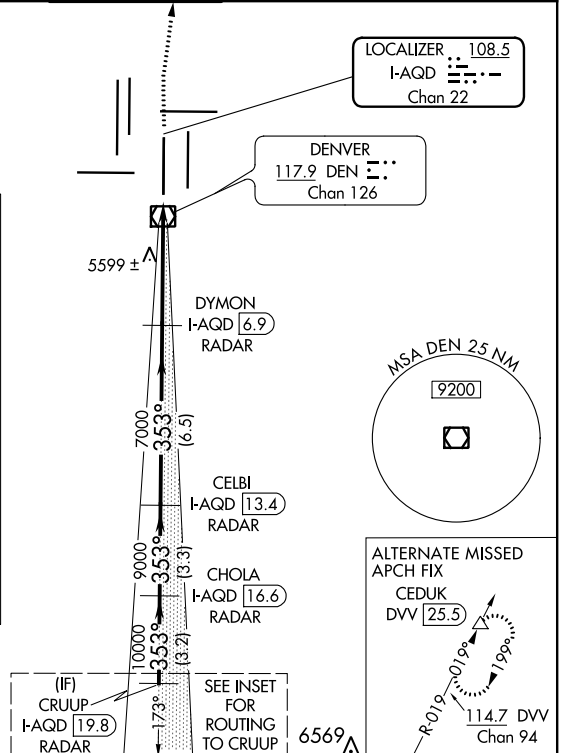 LOCALIZER 108.5
I-AQD
Chan 22
DENVER
117.9 DEN
Chan 126
5599 ±
DYMON
I-AQD 6.9
RADAR
MSA DEN 25 NM
9200
7000
353°
(6.5)
CELBI
I-AQD 13.4
RADAR
9000
353°
(3.3)
CHOLA
I-AQD 16.6
RADAR
10000
353°
(3.2)
(IF)
CRUUP
I-AQD 19.8
RADAR
173°
SEE INSET
FOR
ROUTING
TO CRUUP
6569
ALTERNATE MISSED
APCH FIX
CEDUK
DVV 25.5
019°
199°
R-019
114.7 DVV
Chan 94